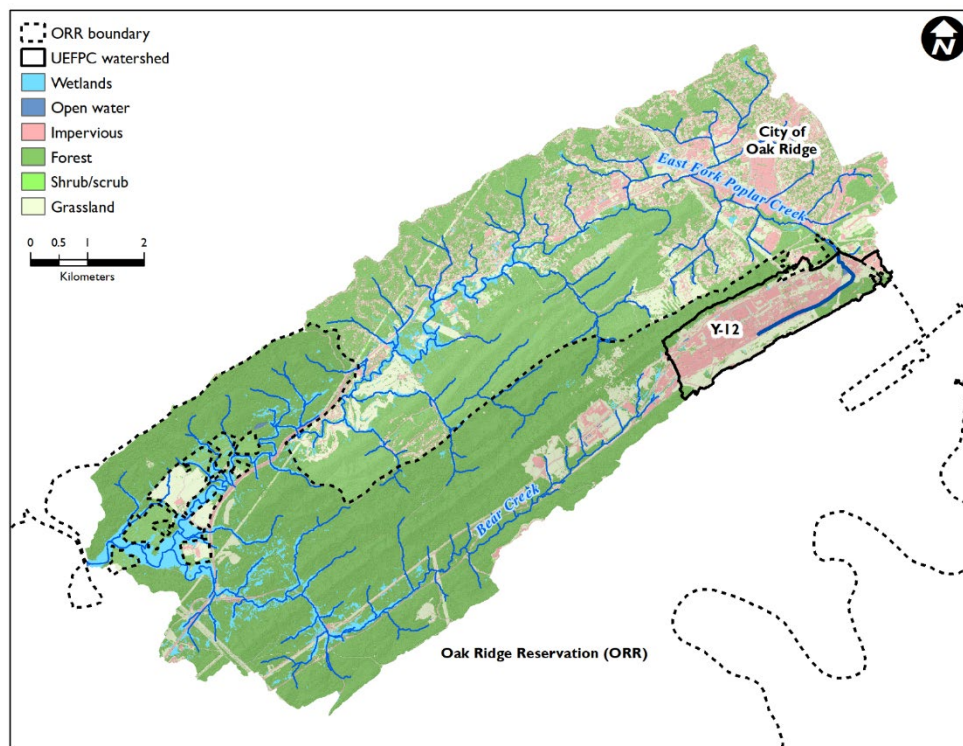 ORR boundary
UEFPC watershed
Wetlands
Open water
Impervious
Forest
Shrub/scrub
Grassland
0 0.5 1 2
Kilometers
N
City of
Oak Ridge
East Fork Poplar Creek
Y-12
Bear Creek
Oak Ridge Reservation (ORR)